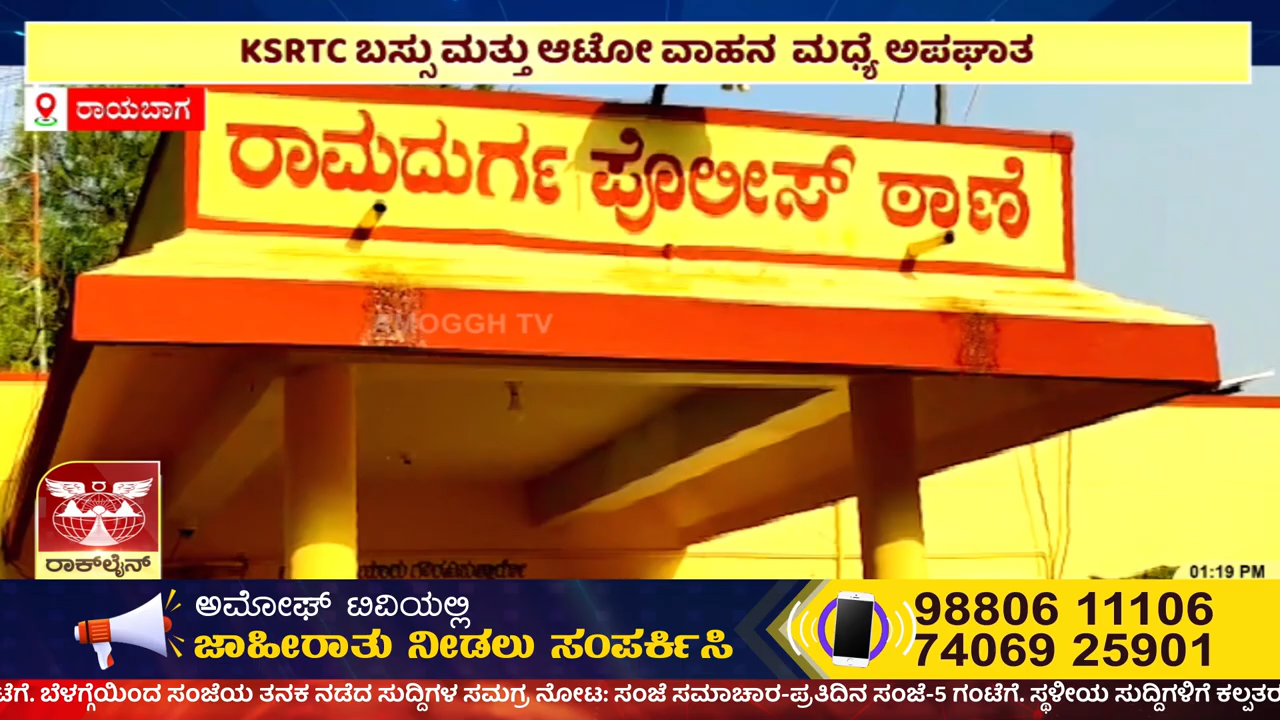 KSRTC ಬಸ್ಸು ಮತ್ತು ಆಟೋ ವಾಹನ ಮಧ್ಯೆ ಅಪಘಾತ
ರಾಯಬಾಗ
ರಾಮದುರ್ಗ ಪೊಲೀಸ್ ಠಾಣೆ
AMOGGH TV
ರಾಕ್‌ಲೈನ್
01:19 PM
ಅಮೋಘ್ ಟಿವಿಯಲ್ಲಿ
ಜಾಹೀರಾತು ನೀಡಲು ಸಂಪರ್ಕಿಸಿ
98806 11106
74069 25901
ಟೆಗೆ. ಬೆಳಗ್ಗೆಯಿಂದ ಸಂಜೆಯ ತನಕ ನಡೆದ ಸುದ್ದಿಗಳ ಸಮಗ್ರ ನೋಟ: ಸಂಜೆ ಸಮಾಚಾರ-ಪ್ರತಿದಿನ ಸಂಜೆ-5 ಗಂಟೆಗೆ. ಸ್ಥಳೀಯ ಸುದ್ದಿಗಳಿಗೆ ಕಲ್ಪತರ